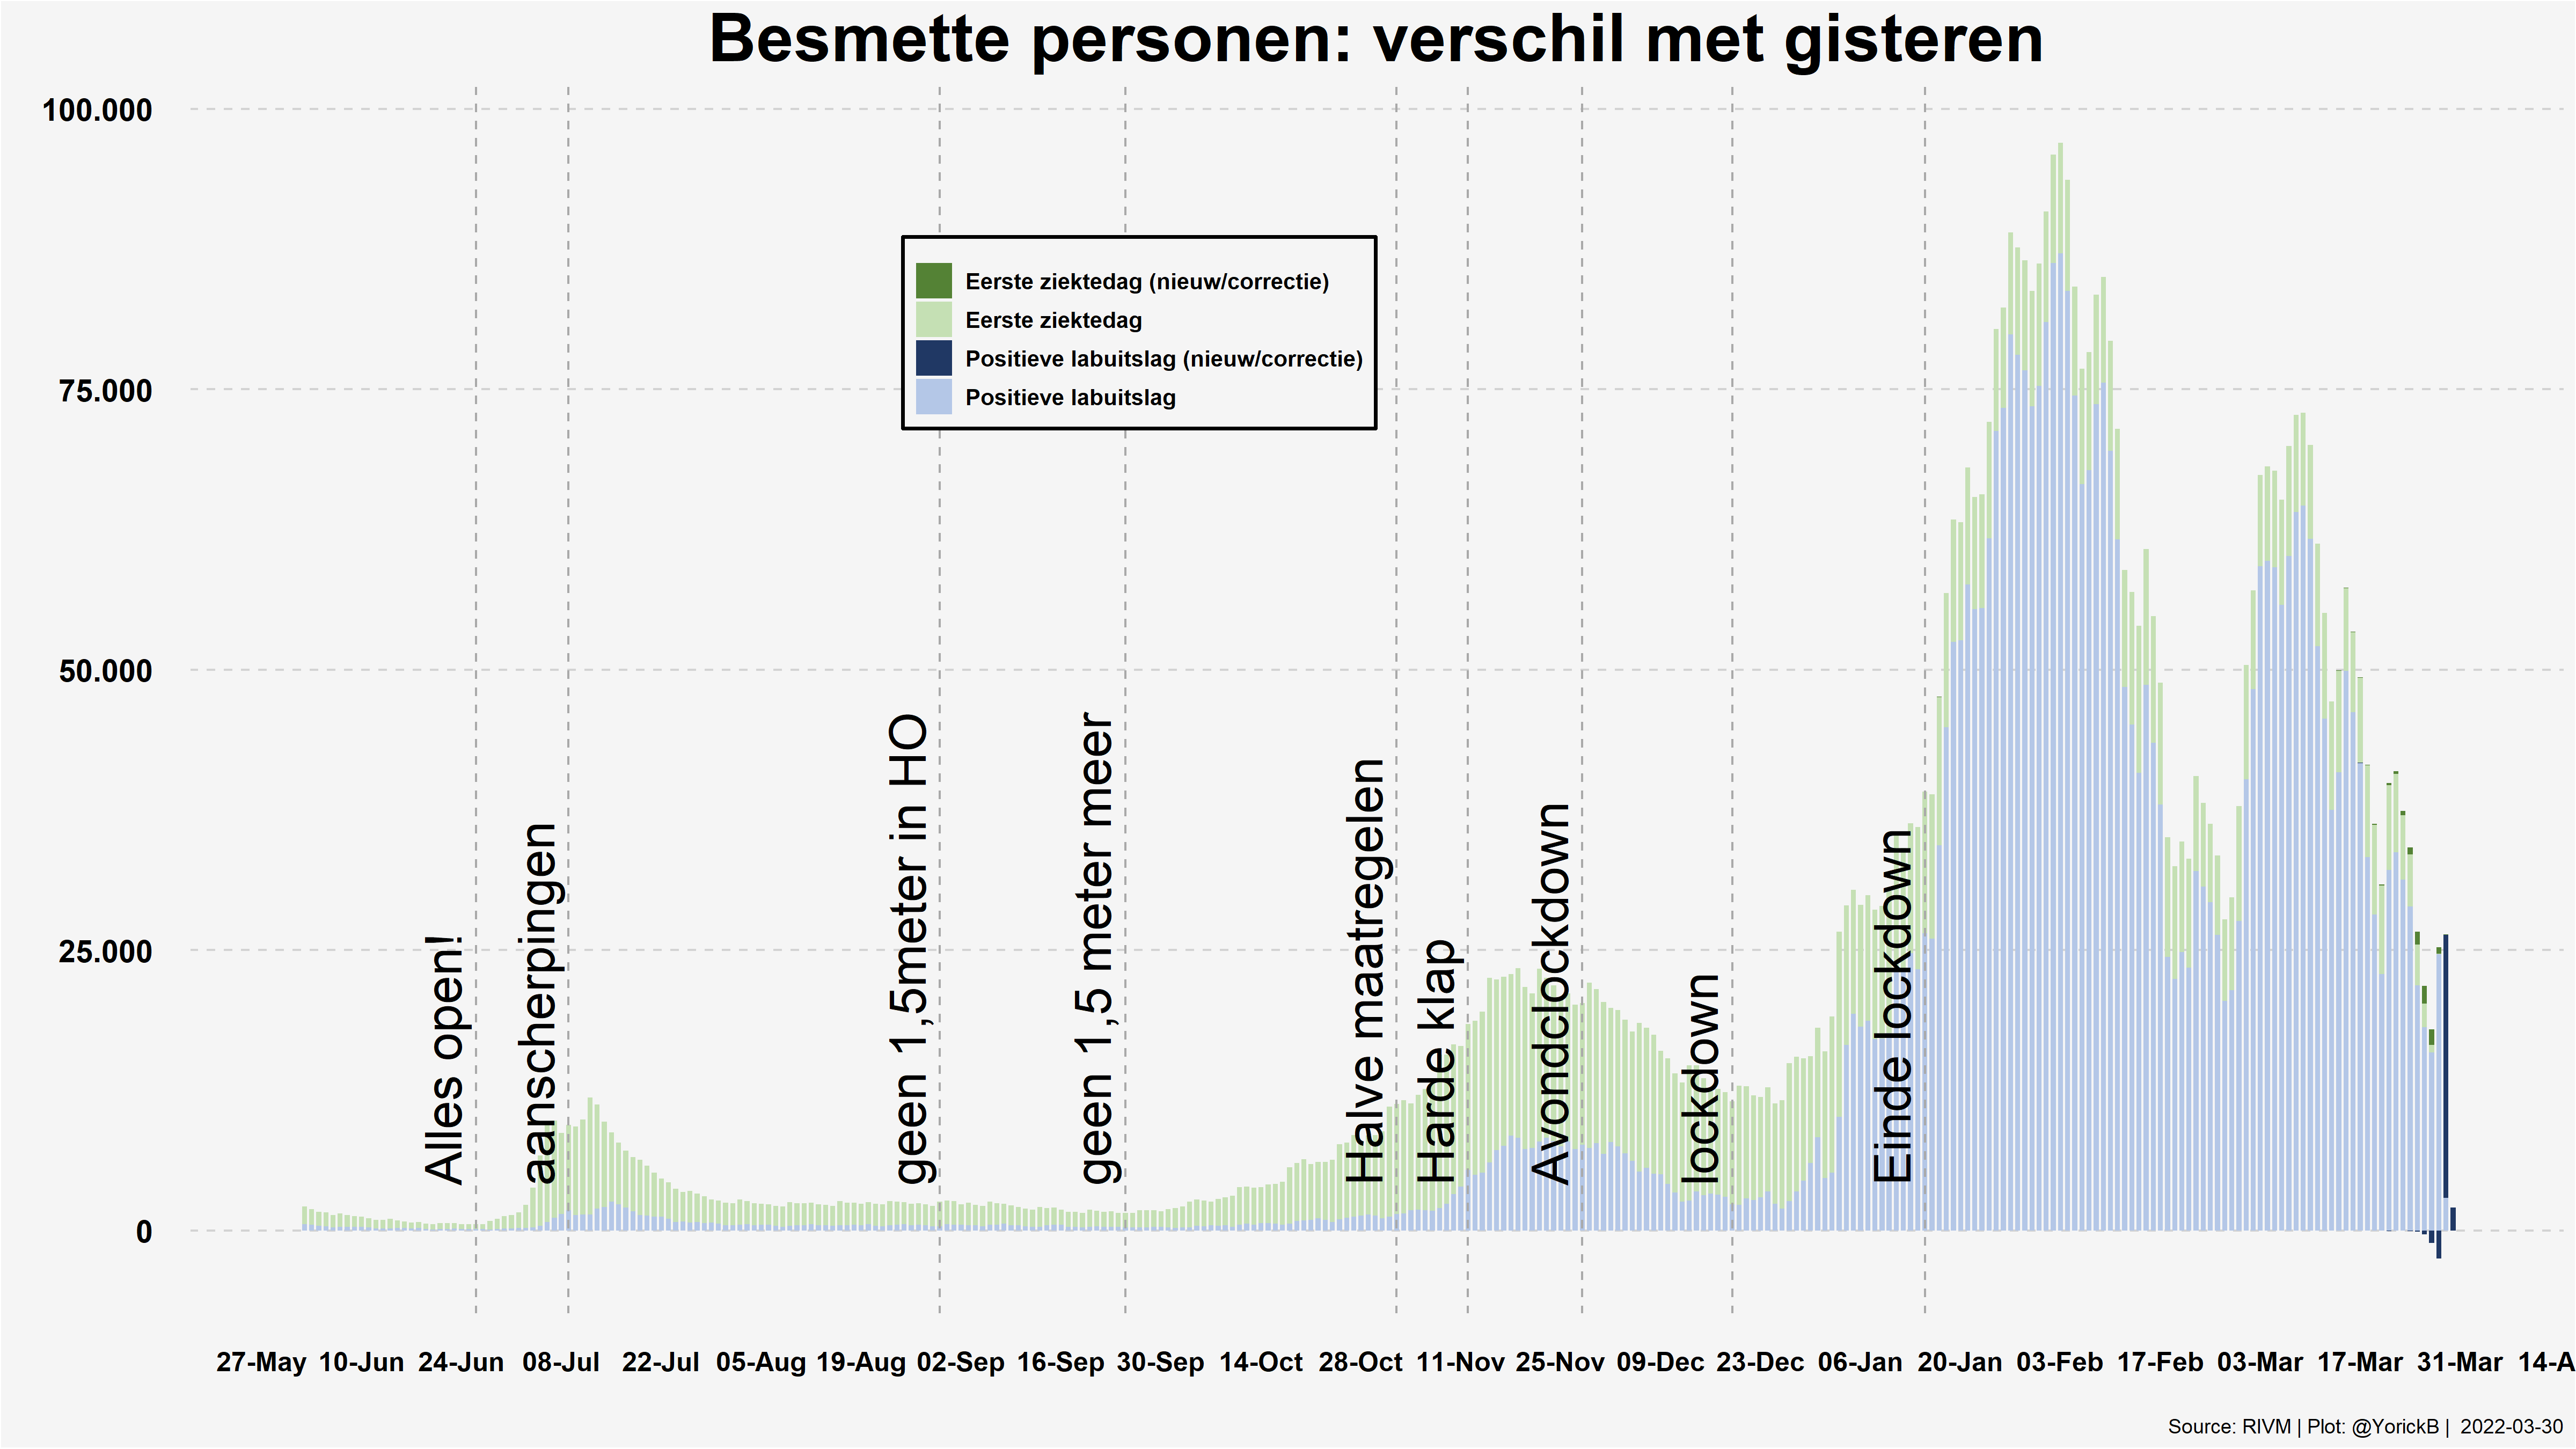 Besmette personen: verschil met gisteren
100.000
75.000
50.000
25.000
0
Eerste ziektedag (nieuw/correctie)
Eerste ziektedag
Positieve labuitslag (nieuw/correctie)
Positieve labuitslag
Alles open!
aanscherpingen
geen 1,5meter in HO
geen 1,5 meter meer
Halve maatregelen
Harde klap
Avondclockdown
lockdown
Einde lockdown
27-May 10-Jun 24-Jun 08-Jul 22-Jul 05-Aug 19-Aug 02-Sep 16-Sep 30-Sep 14-Oct 28-Oct 11-Nov 25-Nov 09-Dec 23-Dec 06-Jan 20-Jan 03-Feb 17-Feb 03-Mar 17-Mar 31-Mar 14-A
Source: RIVM | Plot: @YorickB | 2022-03-30